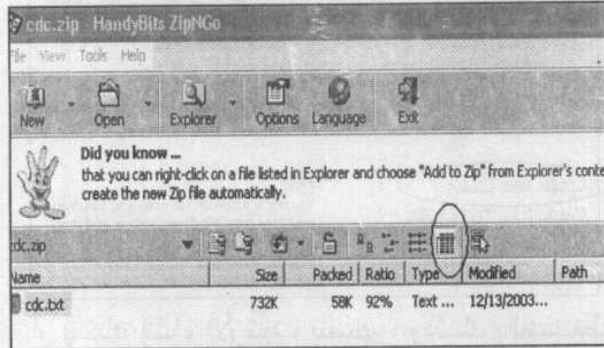 cdc.zip - HandyBits ZipNGo
File View Tools Help
New Open Explorer Options Language Exit
Did you know ...
that you can right-click on a file listed in Explorer and choose "Add to Zip" from Explorer's conte
create the new Zip file automatically.
cdc.zip
Name Size Packed Ratio Type Modified Path
cdc.txt 732K 58K 92% Text ... 12/13/2003...